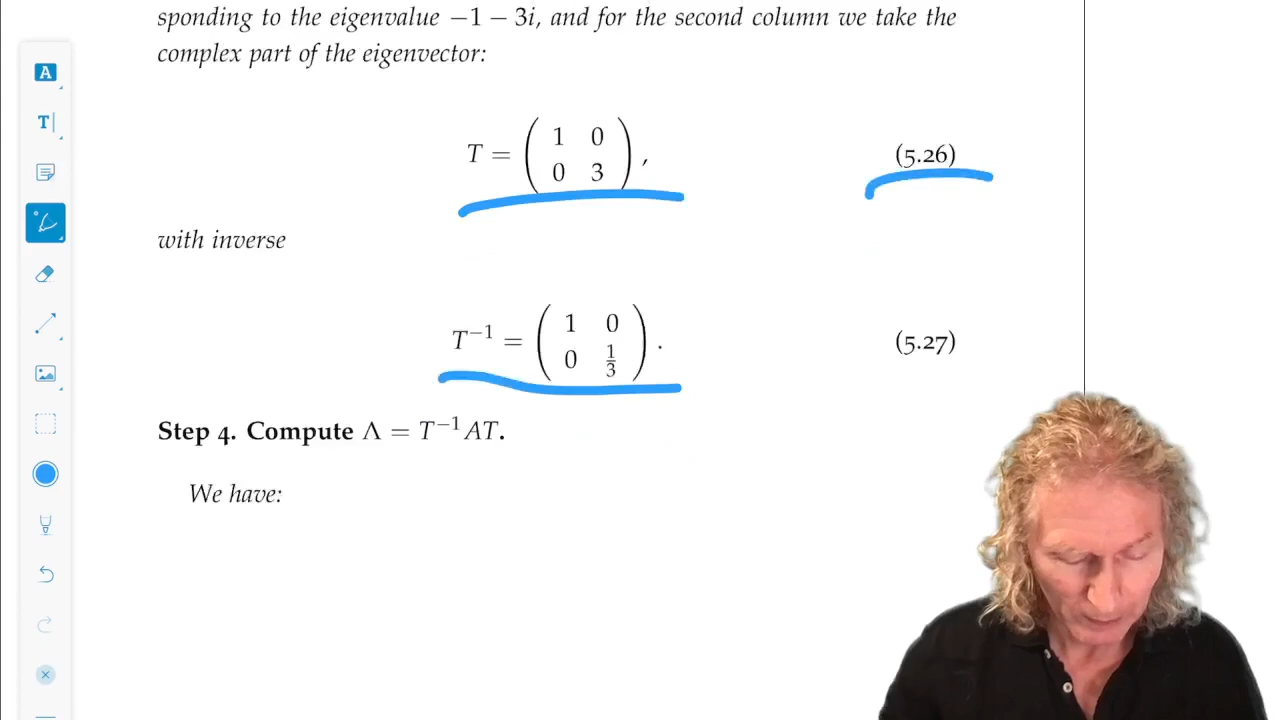 sponding to the eigenvalue −1 − 3i, and for the second column we take the
complex part of the eigenvector:
T = ( 1 0 0 3 ) , (5.26)
with inverse
T⁻¹ = ( 1 0 0 1/3 ) . (5.27)
Step 4. Compute Λ = T⁻¹AT.
We have:
A
T